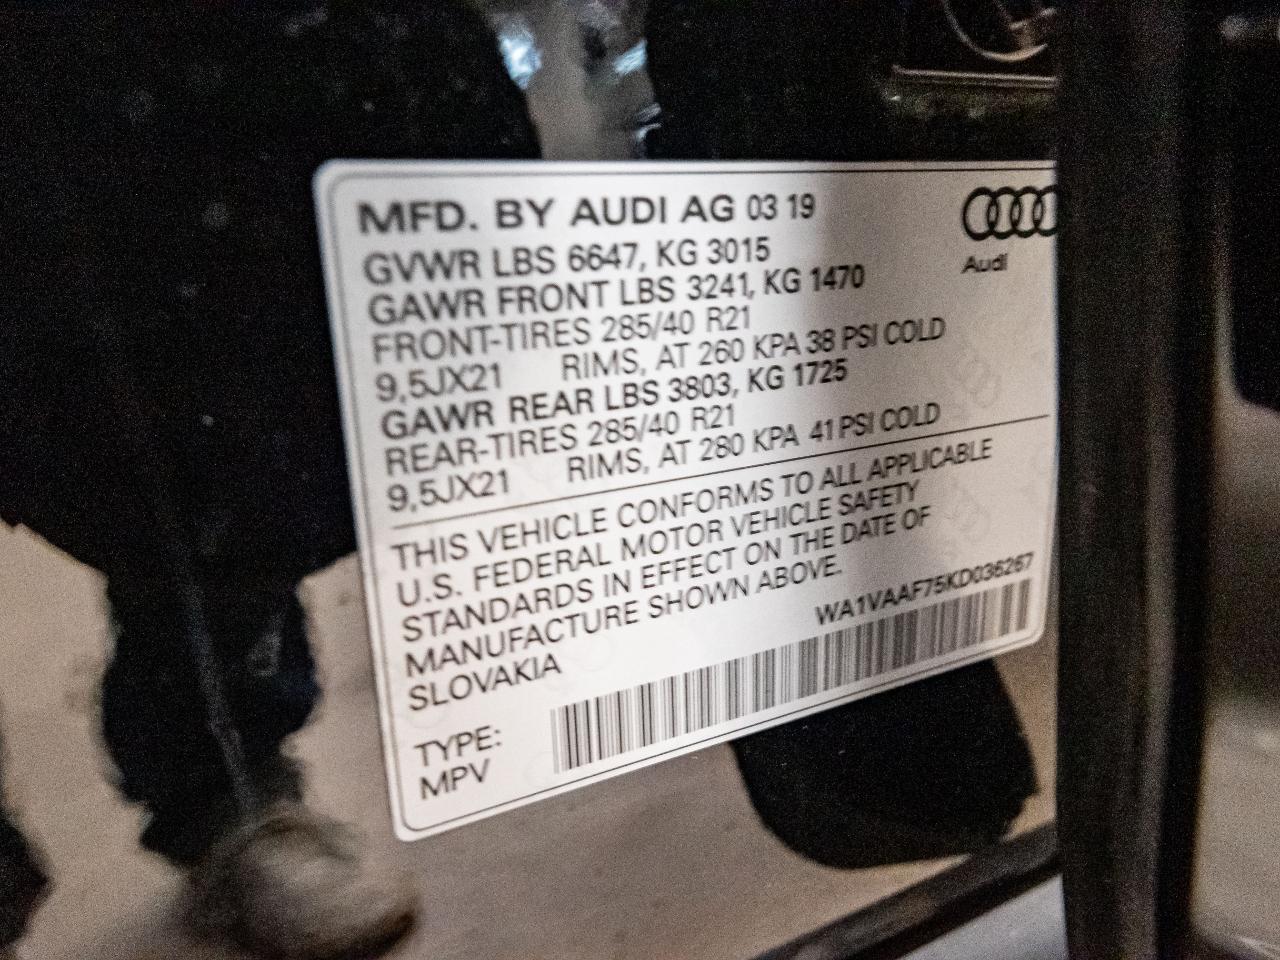 MFD. BY AUDI AG 03 19
GVWR LBS 6647, KG 3015
GAWR FRONT LBS 3241, KG 1470
FRONT-TIRES 285/40 R21
9,5JX21 RIMS, AT 260 KPA 38 PSI COLD
GAWR REAR LBS 3803, KG 1725
REAR-TIRES 285/40 R21
9,5JX21 RIMS, AT 280 KPA 41 PSI COLD
Audi
THIS VEHICLE CONFORMS TO ALL APPLICABLE
U.S. FEDERAL MOTOR VEHICLE SAFETY
STANDARDS IN EFFECT ON THE DATE OF
MANUFACTURE SHOWN ABOVE.
SLOVAKIA
WA1VAAF75KD036267
TYPE:
MPV